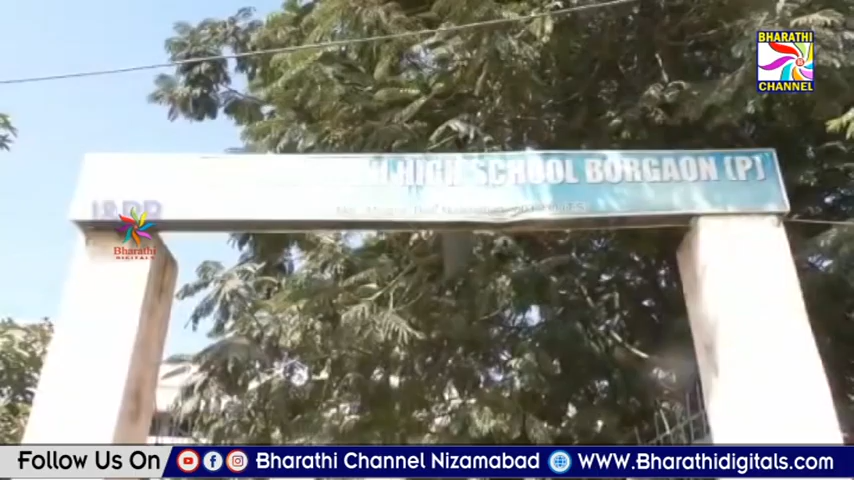 BHARATHI
CHANNEL
HIGH SCHOOL BORGAON (P)
Bharathi
DIGITALS
Follow Us On Bharathi Channel Nizamabad www.Bharathidigitals.com